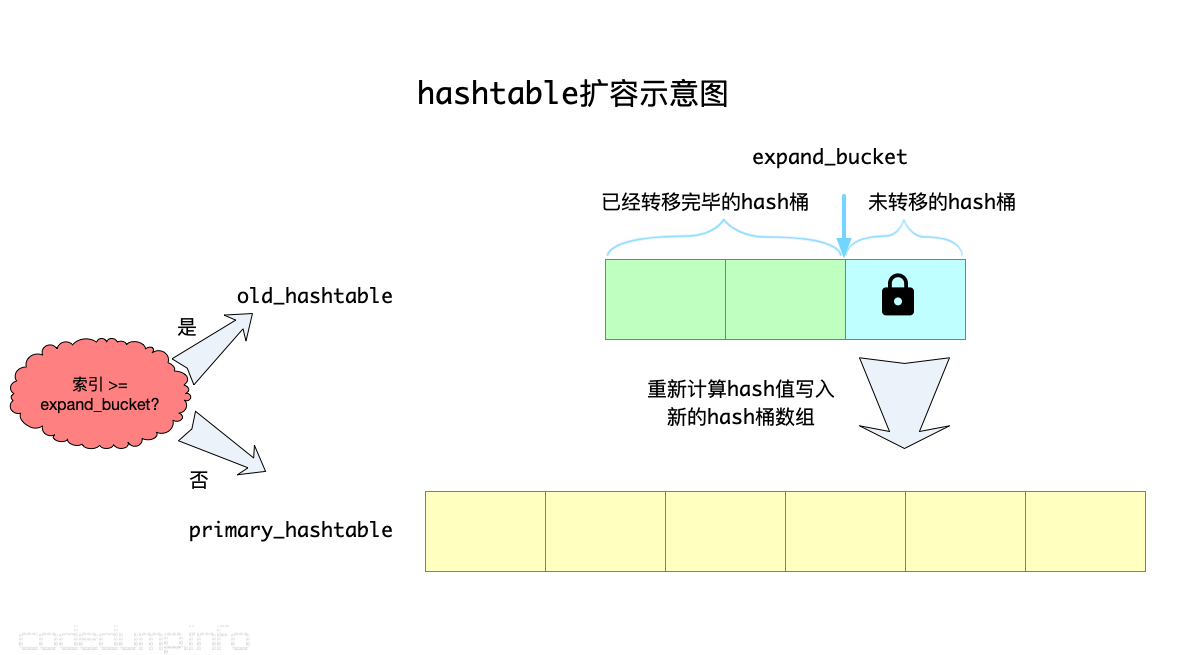 hashtable扩容示意图
expand_bucket
已经转移完毕的hash桶
未转移的hash桶
old_hashtable
是
索引 >=
expand_bucket?
重新计算hash值写入
新的hash桶数组
否
primary_hashtable
codedump.info